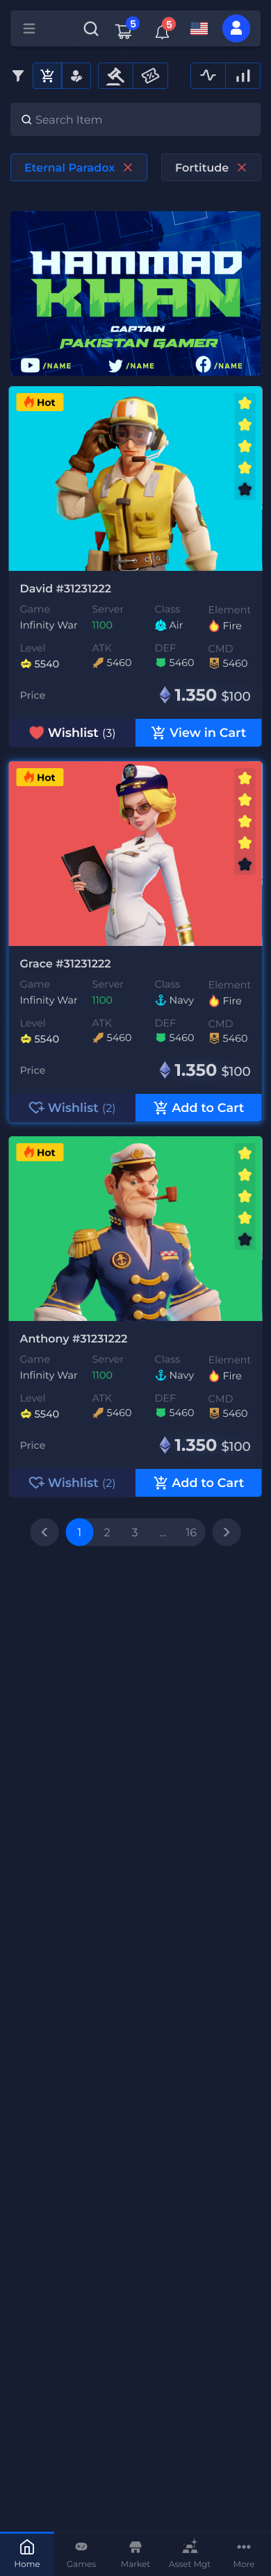 5
5
Search Item
Eternal Paradox
Fortitude
HAMMAD
KHAN
CAPTAIN
PAKISTAN GAMER
/NAME /NAME /NAME
Hot
David #31231222
Game Server Class Element
Infinity War 1100 Air Fire
Level ATK DEF CMD
5540 5460 5460 5460
Price 1.350 $100
Wishlist (3) View in Cart
Hot
Grace #31231222
Game Server Class Element
Infinity War 1100 Navy Fire
Level ATK DEF CMD
5540 5460 5460 5460
Price 1.350 $100
Wishlist (2) Add to Cart
Hot
Anthony #31231222
Game Server Class Element
Infinity War 1100 Navy Fire
Level ATK DEF CMD
5540 5460 5460 5460
Price 1.350 $100
Wishlist (2) Add to Cart
1 2 3 ... 16
Home Games Market Asset Mgt More